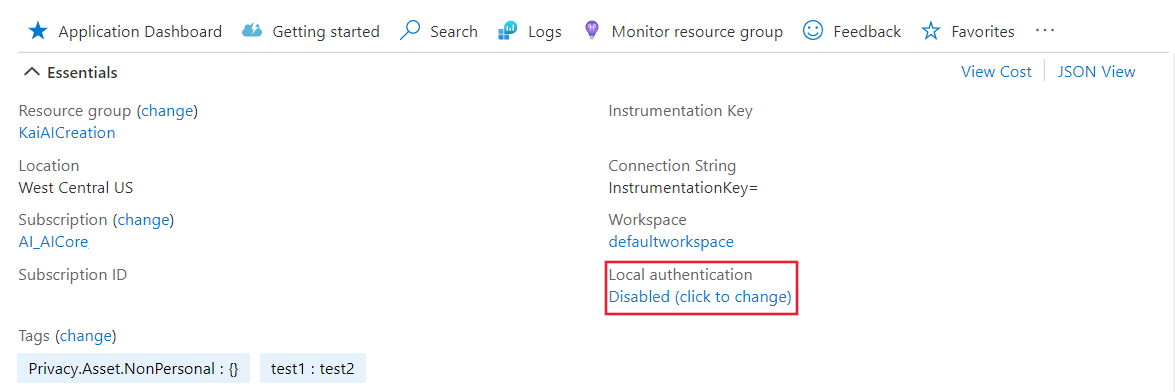 Application Dashboard Getting started Search Logs Monitor resource group Feedback Favorites ···
Essentials View Cost JSON View
Resource group (change) Instrumentation Key
KaiAICreation
Location Connection String
West Central US InstrumentationKey=
Subscription (change) Workspace
AI_AICore defaultworkspace
Subscription ID Local authentication
Disabled (click to change)
Tags (change)
Privacy.Asset.NonPersonal : {} test1 : test2